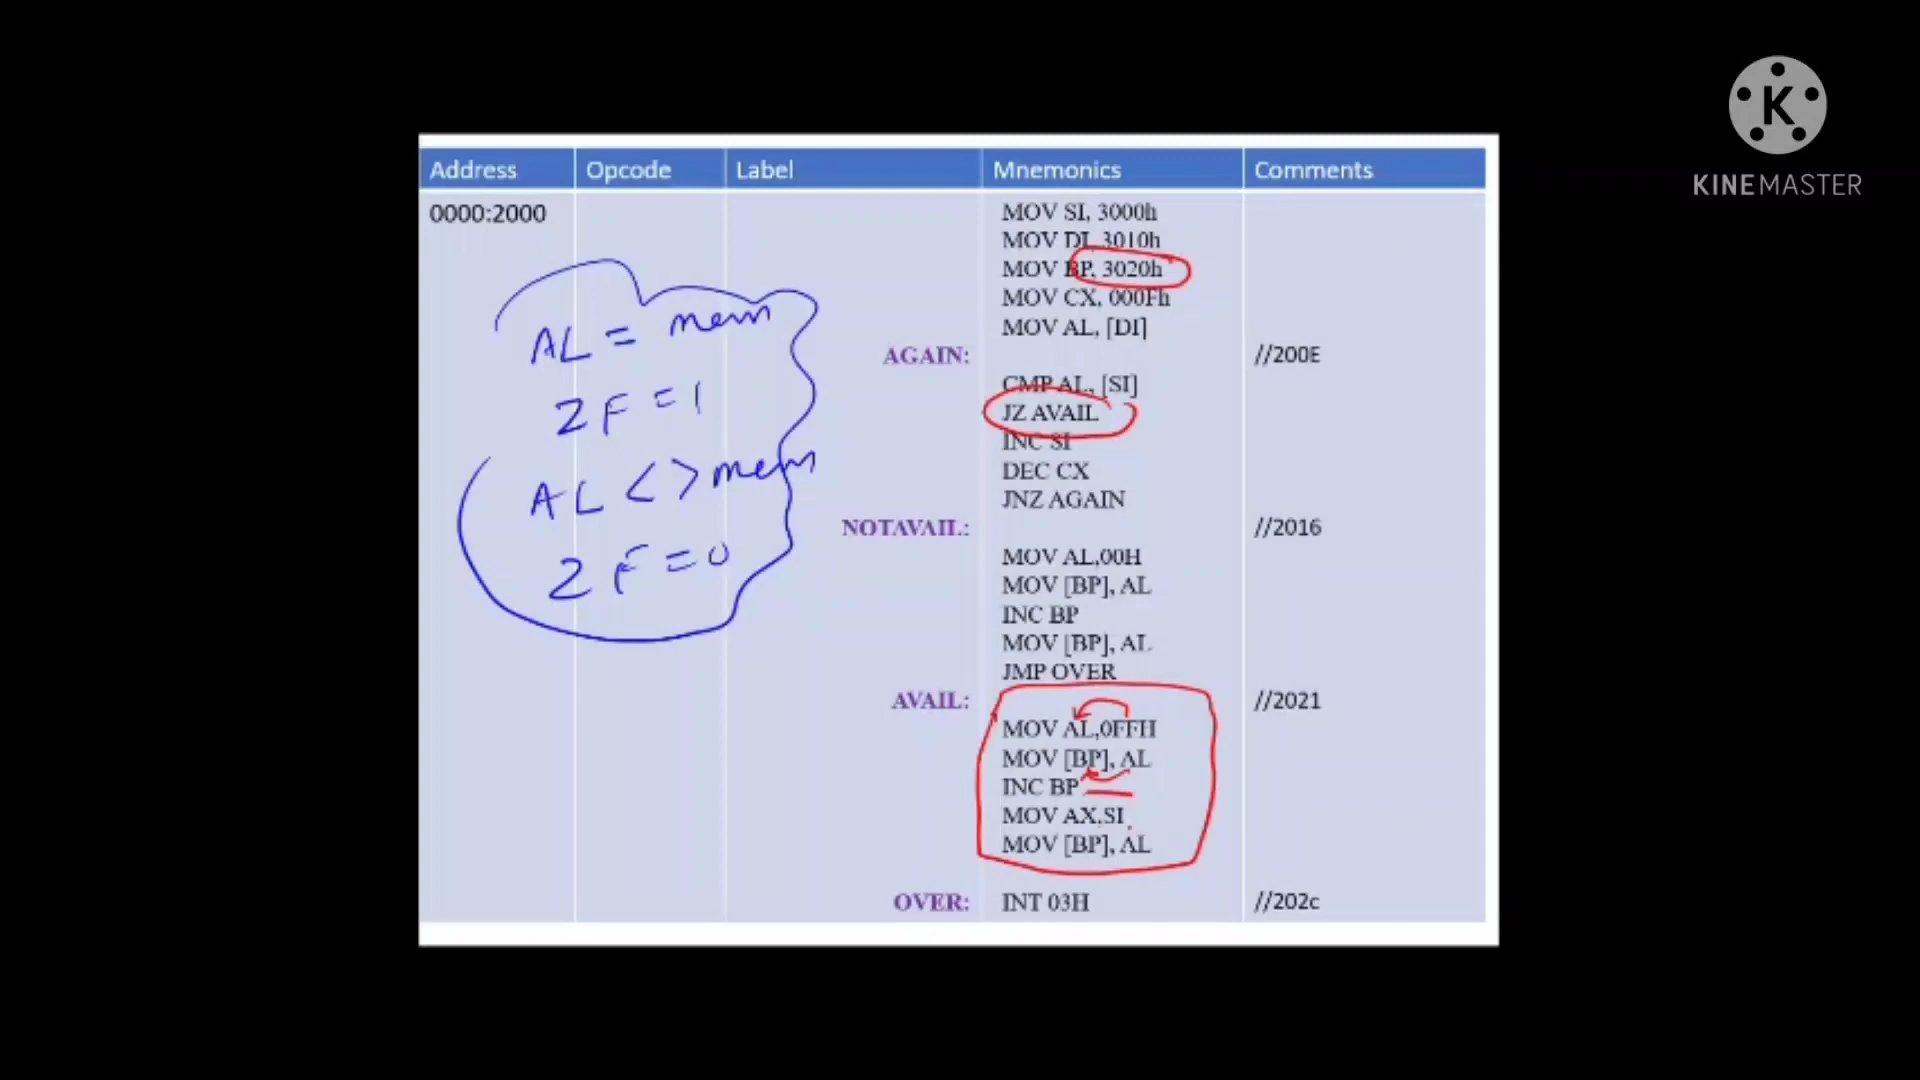 K
KINEMASTER
Address Opcode Label Mnemonics Comments
0000:2000 MOV SI, 3000h
MOV DI, 3010h
MOV BP, 3020h
MOV CX, 000Fh
MOV AL, [DI]
AGAIN: //200E
CMP AL, [SI]
JZ AVAIL
INC SI
DEC CX
JNZ AGAIN
NOTAVAIL: //2016
MOV AL,00H
MOV [BP], AL
INC BP
MOV [BP], AL
JMP OVER
AVAIL: //2021
MOV AL,0FFH
MOV [BP], AL
INC BP
MOV AX,SI
MOV [BP], AL
OVER: INT 03H //202c
AL = mem
ZF = 1
AL <> mem
ZF = 0